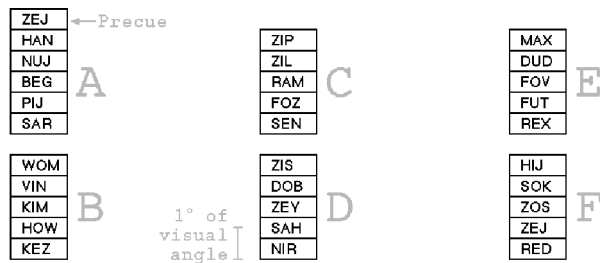 ZEJ
Precue
HAN
NUJ
BEG
PIJ
SAR
A
ZIP
ZIL
RAM
FOZ
SEN
C
MAX
DUD
FOV
FUT
REX
E
WOM
VIN
KIM
HOW
KEZ
B
1° of
visual
angle
ZIS
DOB
ZEY
SAH
NIR
D
HIJ
SOK
ZOS
ZEJ
RED
F